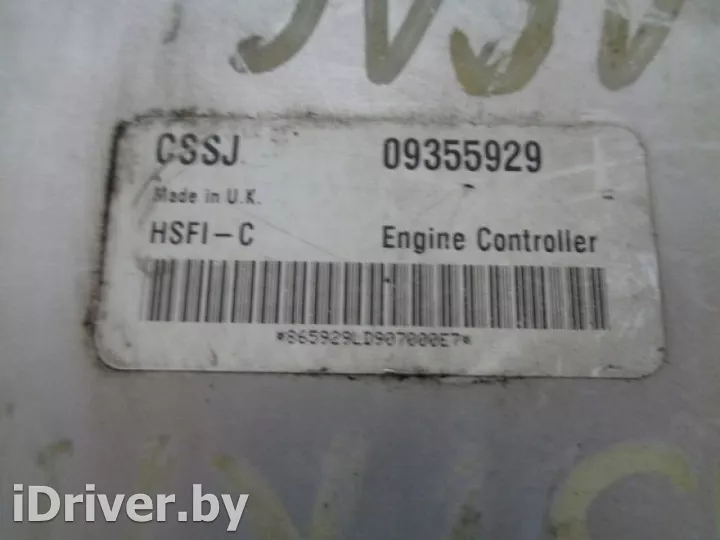 CSSJ 09355929
Made in U.K.
HSFI-C Engine Controller
*865929LD907000E7*
iDriver.by